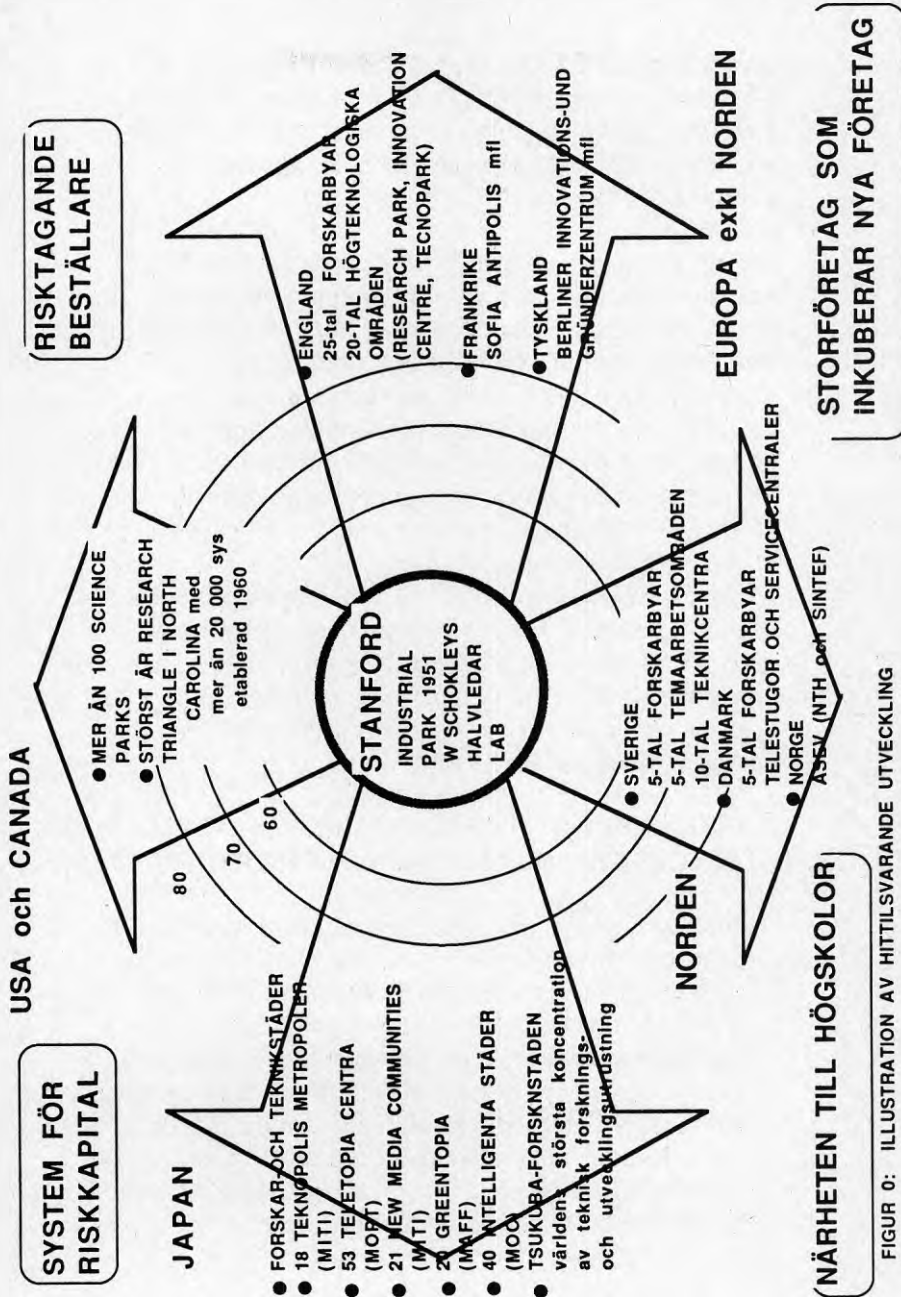 USA och CANADA
SYSTEM FÖR
RISKKAPITAL
RISKTAGANDE
BESTÄLLARE
● MER ÄN 100 SCIENCE
PARKS
● STÖRST ÄR RESEARCH
TRIANGLE I NORTH
CAROLINA med
mer än 20 000 sys
etablerad 1960
80
70
60
JAPAN
● FORSKAR-OCH TEKNIKSTÄDER
● 18 TEKNOPOLIS METROPOLER
(MITI)
● 53 TELETOPIA CENTRA
(MOPT)
● 21 NEW MEDIA COMMUNITIES
(MITI)
● 20 GREENTOPIA
(MAFF)
● 40 INTELLIGENTA STÄDER
(MOC)
● TSUKUBA-FORSKNSTADEN
världens största koncentration
av teknisk forsknings-
och utvecklingsutrustning
STANFORD
INDUSTRIAL
PARK 1951
W SCHOKLEYS
HALVLEDAR
LAB
● ENGLAND
25-tal FORSKARBYAR
20-TAL HÖGTEKNOLOGISKA
OMRÅDEN
(RESEARCH PARK, INNOVATION
CENTRE, TECNOPARK)
● FRANKRIKE
SOFIA ANTIPOLIS mfl
● TYSKLAND
BERLINER INNOVATIONS-UND
GRÜNDERZENTRUM mfl
EUROPA exkl NORDEN
NORDEN
● SVERIGE
5-TAL FORSKARBYAR
5-TAL TEMAARBETSOMRÅDEN
10-TAL TEKNIKCENTRA
● DANMARK
5-TAL FORSKARBYAR
TELESTUGOR OCH SERVICECENTRALER
● NORGE
ASEV (NTH och SINTEF)
NÄRHETEN TILL HÖGSKOLOR
STORFÖRETAG SOM
INKUBERAR NYA FÖRETAG
FIGUR 0: ILLUSTRATION AV HITTILSVARANDE UTVECKLING